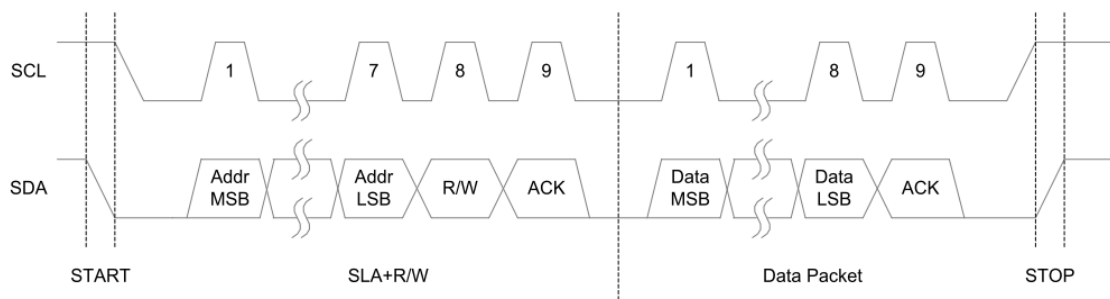 SCL
1
7
8
9
1
8
9
SDA
Addr
MSB
Addr
LSB
R/W
ACK
Data
MSB
Data
LSB
ACK
START
SLA+R/W
Data Packet
STOP